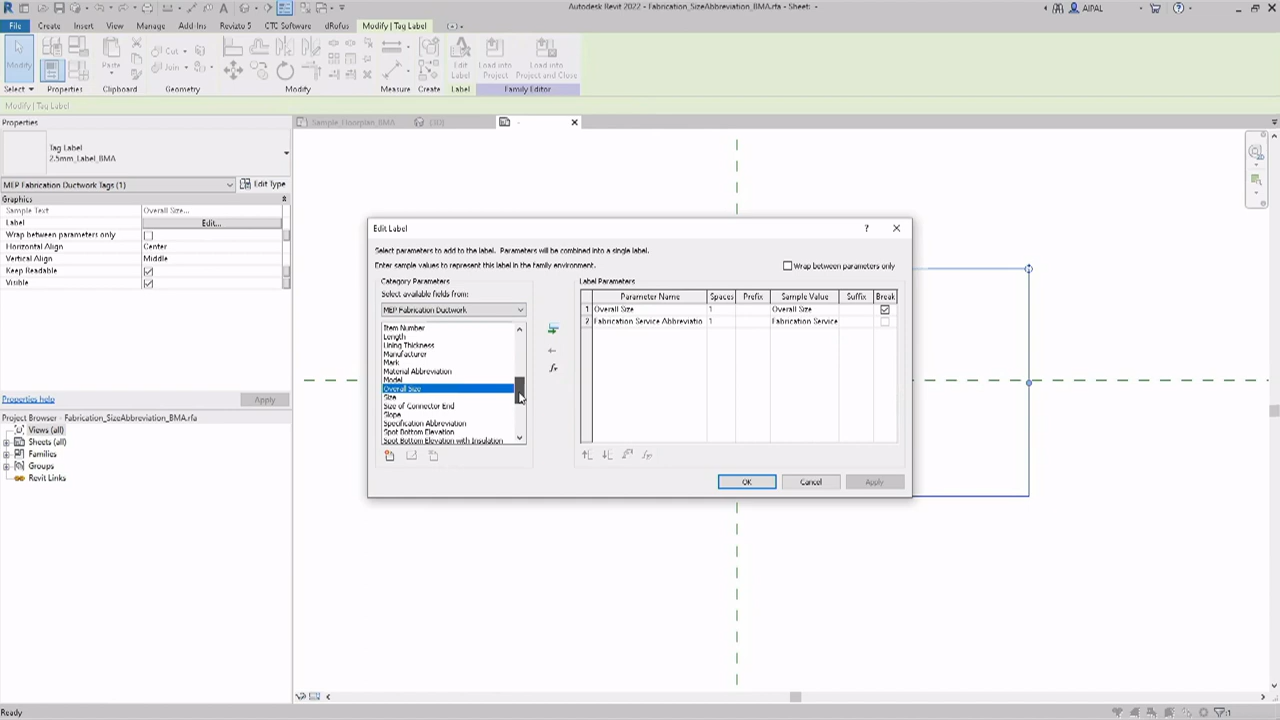 Autodesk Revit 2022 - Fabrication_SizeAbbreviation_BMA.rfa - Sheet: -
AIPAL
File Create Insert View Manage Add-Ins Revizto 5 CTC Software dRofus Modify | Tag Label
Modify
Paste
Cut
Join
Edit Label
Load into Project
Load into Project and Close
Select Properties Clipboard Geometry Modify Measure Create Label Family Editor
Modify | Tag Label
Properties
Sample_Floorplan_BMA
{3D}
-
Tag Label
2.5mm_Label_BMA
MEP Fabrication Ductwork Tags (1)
Edit Type
Graphics
Sample Text Overall Size...
Label Edit...
Wrap between parameters only
Horizontal Align Center
Vertical Align Middle
Keep Readable
Visible
Properties help
Apply
Project Browser - Fabrication_SizeAbbreviation_BMA.rfa
Views (all)
Sheets (all)
Families
Groups
Revit Links
Edit Label
?
Select parameters to add to the label. Parameters will be combined into a single label.
Enter sample values to represent this label in the family environment.
Wrap between parameters only
Category Parameters
Select available fields from:
MEP Fabrication Ductwork
Item Number
Length
Lining Thickness
Manufacturer
Mark
Material Abbreviation
Model
Overall Size
Size
Size of Connector End
Slope
Specification Abbreviation
Spot Bottom Elevation
Spot Bottom Elevation with Insulation
Label Parameters
Parameter Name Spaces Prefix Sample Value Suffix Break
1 Overall Size 1 Overall Size
2 Fabrication Service Abbreviatio 1 Fabrication Service
OK
Cancel
Apply
Ready
:1